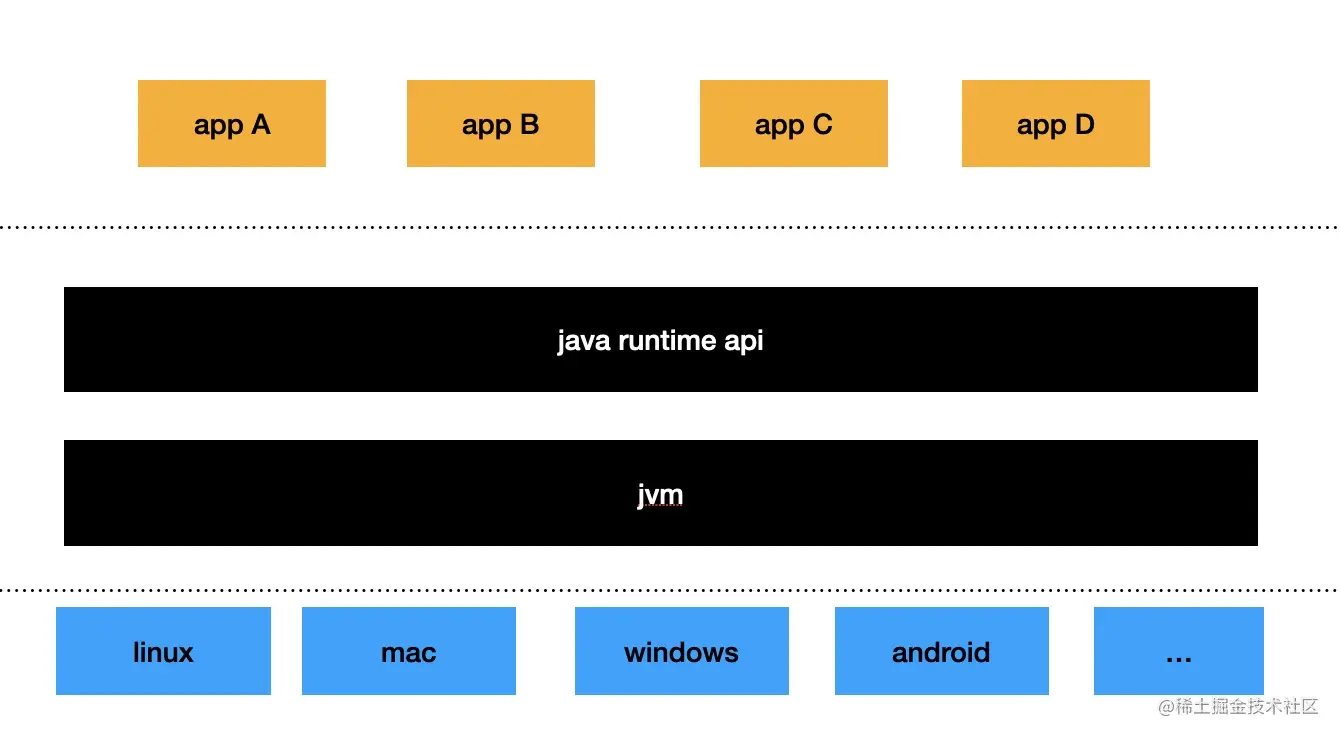 app A
app B
app C
app D
java runtime api
jvm
linux
mac
windows
android
...
@稀土掘金技术社区